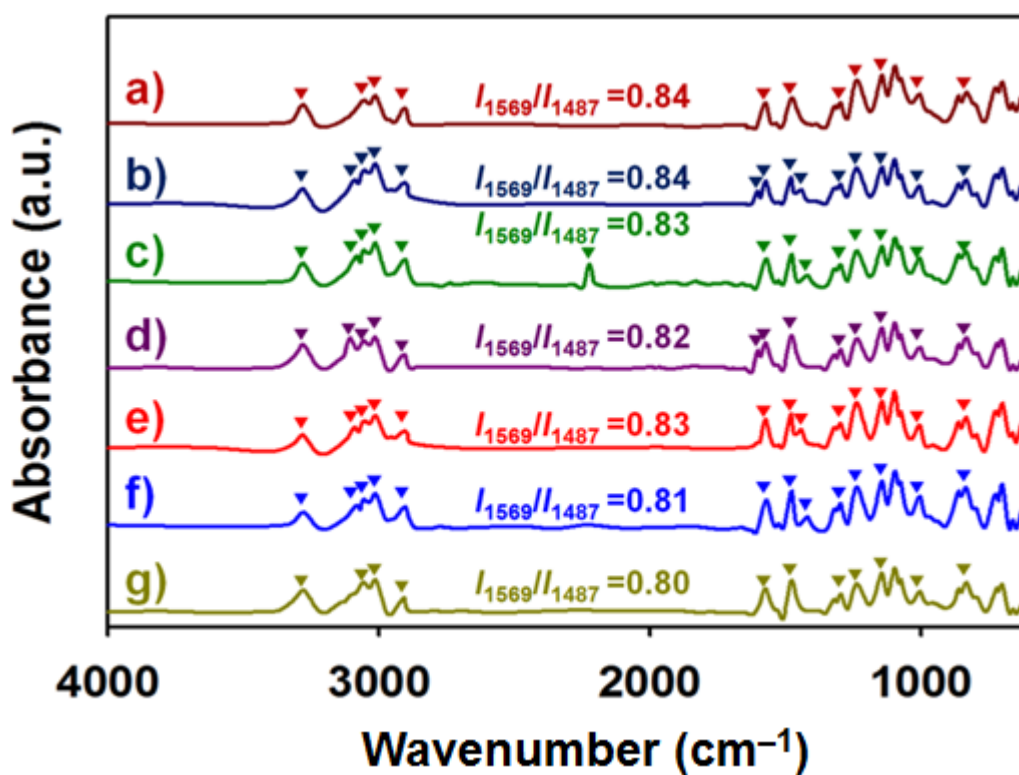 Absorbance (a.u.)
a) I1569/I1487 =0.84
b) I1569/I1487 =0.84
c) I1569/I1487 =0.83
d) I1569/I1487 =0.82
e) I1569/I1487 =0.83
f) I1569/I1487 =0.81
g) I1569/I1487 =0.80
4000 3000 2000 1000
Wavenumber (cm⁻¹)